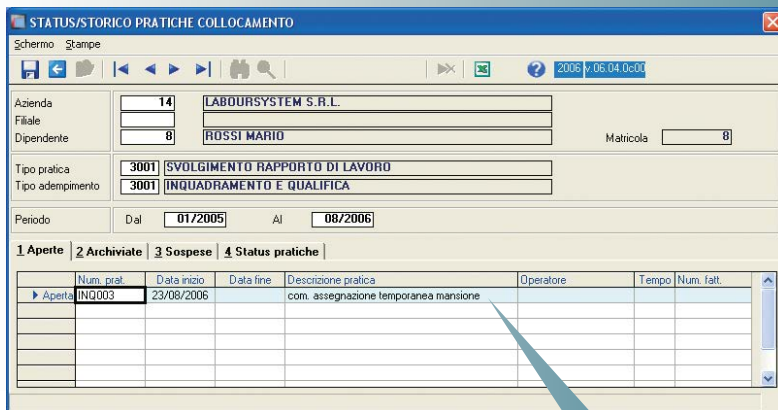 STATUS/STORICO PRATICHE COLLOCAMENTO
Schermo Stampe
2006 v.06.04.0c00
Azienda 14 LABOURSYSTEM S.R.L.
Filiale
Dipendente 8 ROSSI MARIO Matricola 8
Tipo pratica 3001 SVOLGIMENTO RAPPORTO DI LAVORO
Tipo adempimento 3001 INQUADRAMENTO E QUALIFICA
Periodo Dal 01/2005 Al 08/2006
1 Aperte 2 Archiviate 3 Sospese 4 Status pratiche
Num. prat. Data inizio Data fine Descrizione pratica Operatore Tempo Num. fatt.
Aperta INQ003 23/08/2006 com. assegnazione temporanea mansione